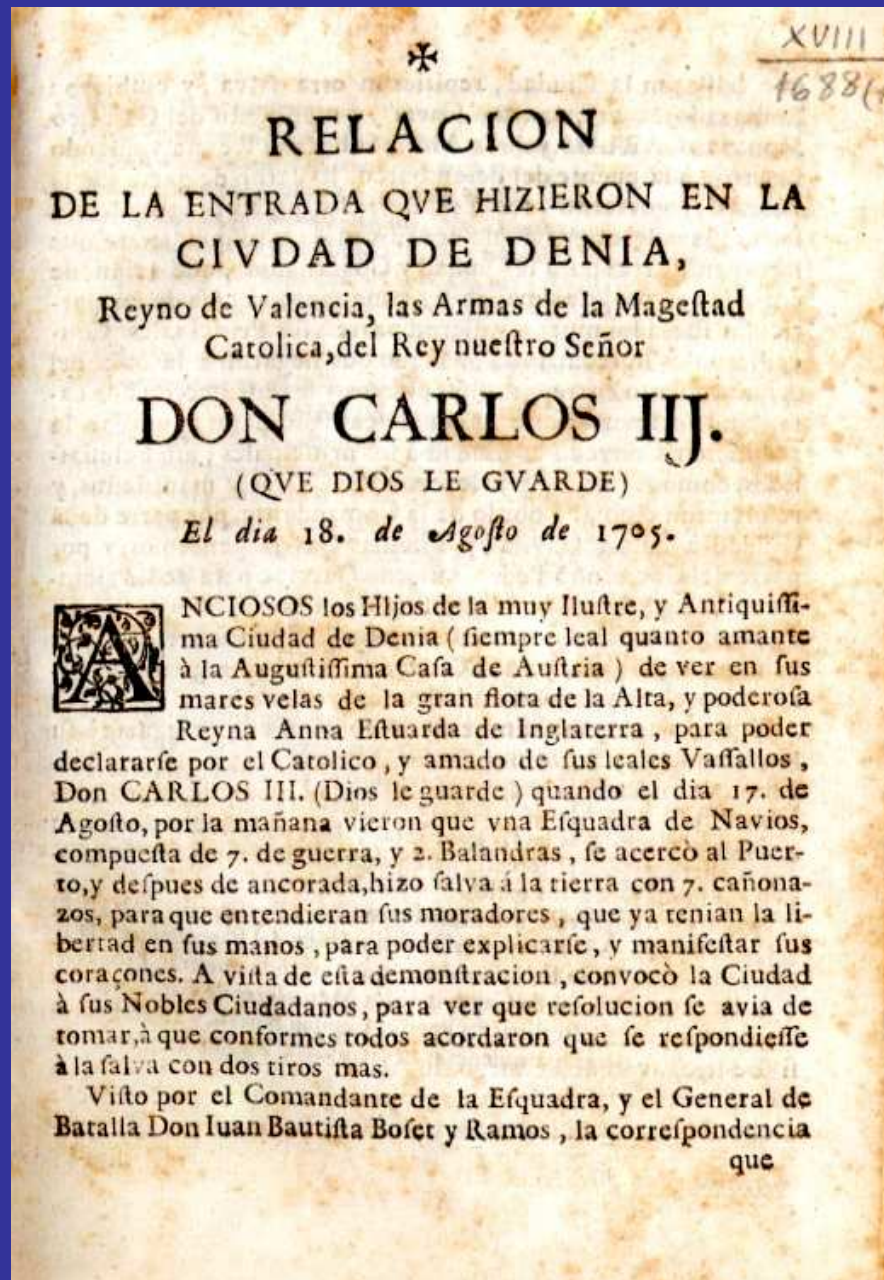 XVIII
1688(
✠
RELACION
DE LA ENTRADA QVE HIZIERON EN LA
CIVDAD DE DENIA,
Reyno de Valencia, las Armas de la Mageſtad
Catolica,del Rey nueſtro Señor
DON CARLOS IIJ.
(QVE DIOS LE GVARDE)
El dia 18. de Agoſto de 1705.
ANCIOSOS los HIjos de la muy Iluſtre, y Antiquiſſi-
ma Ciudad de Denia ( ſiempre leal quanto amante
à la Auguſtiſſima Caſa de Auſtria ) de ver en ſus
mares velas de la gran flota de la Alta, y poderoſa
Reyna Anna Eſtuarda de Inglaterra , para poder
declararſe por el Catolico , y amado de ſus leales Vaſſallos ,
Don CARLOS III. (Dios le guarde ) quando el dia 17. de
Agoſto, por la mañana vieron que vna Eſquadra de Navios,
compueſta de 7. de guerra, y 2. Balandras , ſe acercò al Puer-
to,y deſpues de ancorada,hizo ſalva á la tierra con 7. cañona-
zos, para que entendieran ſus moradores , que ya tenian la li-
bertad en ſus manos , para poder explicarſe , y manifeſtar ſus
coraçones. A viſta de eſta demonſtracion , convocò la Ciudad
à ſus Nobles Ciudadanos , para ver que reſolucion ſe avia de
tomar,à que conformes todos acordaron que ſe reſpondieſſe
à la ſalva con dos tiros mas.
Viſto por el Comandante de la Eſquadra, y el General de
Batalla Don Iuan Bautiſta Boſet y Ramos , la correſpondencia
que